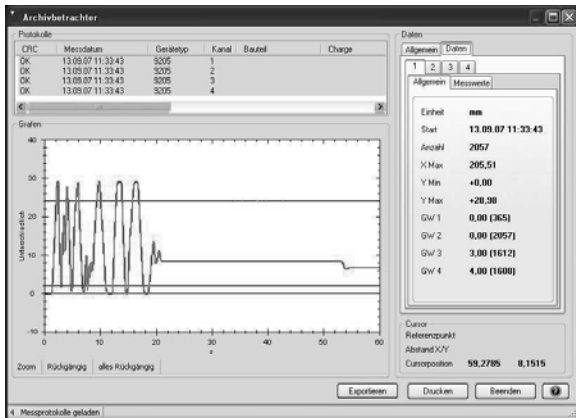 Archivbetrachter
Protokolle
CRC Messdatum Gerätetyp Kanal Bauteil Charge
OK 13.09.07 11:33:43 9205 1
OK 13.09.07 11:33:43 9205 2
OK 13.09.07 11:33:43 9205 3
OK 13.09.07 11:33:43 9205 4
Grafen
40
30
20
10
0
-10
Unterschiedlich
0 10 20 30 40 50 60
s
Zoom Rückgängig alles Rückgängig
Daten
Allgemein Daten
1 2 3 4
Allgemein Messwerte
Einheit mm
Start 13.09.07 11:33:43
Anzahl 2057
X Max 205,51
Y Min +0,00
Y Max +28,98
GW 1 0,00 (365)
GW 2 0,00 (2057)
GW 3 3,00 (1612)
GW 4 4,00 (1608)
Cursor
Referenzpunkt
Abstand X/Y
Cursorposition 59,2785 8,1515
Exportieren Drucken Beenden ?
Messprotokolle geladen